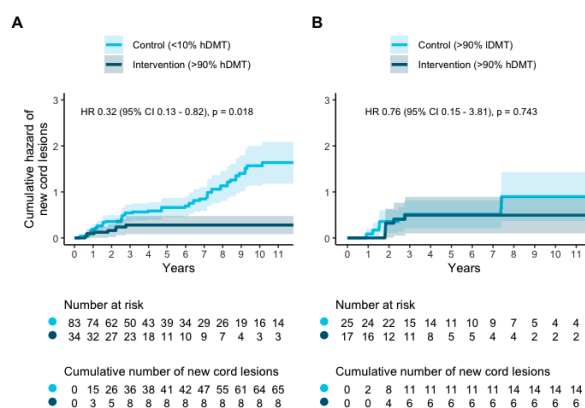 A
Control (<10% hDMT)
Intervention (>90% hDMT)
3
2
1
0
HR 0.32 (95% CI 0.13 - 0.82), p = 0.018
Cumulative hazard of
new cord lesions
0 1 2 3 4 5 6 7 8 9 10 11
Years
Number at risk
83 74 62 50 43 39 34 29 26 19 16 14
34 32 27 23 18 11 10 9 7 4 3 3
Cumulative number of new cord lesions
0 15 26 36 38 41 42 47 55 61 64 65
0 3 5 8 8 8 8 8 8 8 8 8
B
Control (>90% lDMT)
Intervention (>90% hDMT)
3
2
1
0
HR 0.76 (95% CI 0.15 - 3.81), p = 0.743
0 1 2 3 4 5 6 7 8 9 10 11
Years
Number at risk
25 24 22 15 14 11 10 9 7 5 4 4
17 16 12 11 8 5 5 4 4 2 2 2
Cumulative number of new cord lesions
0 2 8 11 11 11 11 11 14 14 14 14
0 0 4 6 6 6 6 6 6 6 6 6